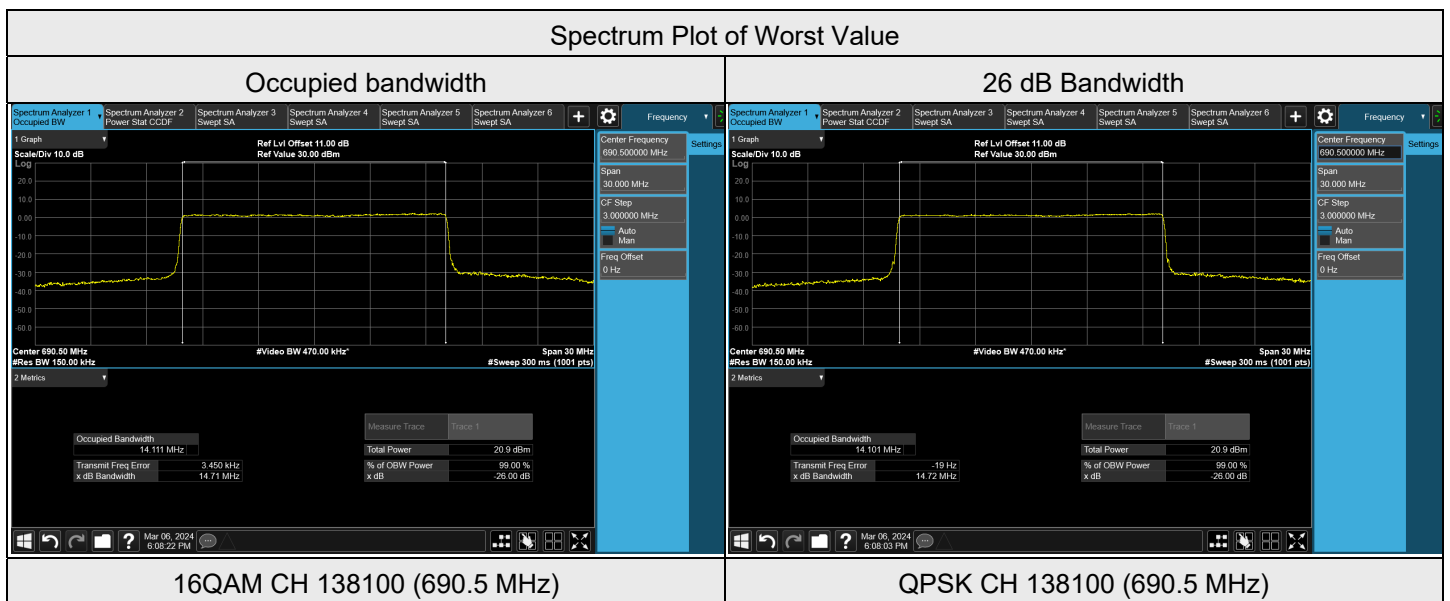 Spectrum Plot of Worst Value
Occupied bandwidth
26 dB Bandwidth
Spectrum Analyzer 1
Occupied BW
Spectrum Analyzer 2
Power Stat CCDF
Spectrum Analyzer 3
Swept SA
Spectrum Analyzer 4
Swept SA
Spectrum Analyzer 5
Swept SA
Spectrum Analyzer 6
Swept SA
+
Frequency
1 Graph
Scale/Div 10.0 dB
Ref Lvl Offset 11.00 dB
Ref Value 30.00 dBm
Log
20.0
10.0
0.00
-10.0
-20.0
-30.0
-40.0
-50.0
-60.0
Center 690.50 MHz
#Res BW 150.00 kHz
#Video BW 470.00 kHz*
Span 30 MHz
#Sweep 300 ms (1001 pts)
Center Frequency
690.500000 MHz
Settings
Span
30.000 MHz
CF Step
3.000000 MHz
Auto
Man
Freq Offset
0 Hz
2 Metrics
Measure Trace Trace 1
Occupied Bandwidth
14.111 MHz
Total Power 20.9 dBm
Transmit Freq Error 3.450 kHz
% of OBW Power 99.00 %
x dB Bandwidth 14.71 MHz
x dB -26.00 dB
?
Mar 06, 2024
6:08:22 PM
Spectrum Analyzer 1
Occupied BW
Spectrum Analyzer 2
Power Stat CCDF
Spectrum Analyzer 3
Swept SA
Spectrum Analyzer 4
Swept SA
Spectrum Analyzer 5
Swept SA
Spectrum Analyzer 6
Swept SA
+
Frequency
1 Graph
Scale/Div 10.0 dB
Ref Lvl Offset 11.00 dB
Ref Value 30.00 dBm
Log
20.0
10.0
0.00
-10.0
-20.0
-30.0
-40.0
-50.0
-60.0
Center 690.50 MHz
#Res BW 150.00 kHz
#Video BW 470.00 kHz*
Span 30 MHz
#Sweep 300 ms (1001 pts)
Center Frequency
690.500000 MHz
Settings
Span
30.000 MHz
CF Step
3.000000 MHz
Auto
Man
Freq Offset
0 Hz
2 Metrics
Measure Trace Trace 1
Occupied Bandwidth
14.101 MHz
Total Power 20.9 dBm
Transmit Freq Error -19 Hz
% of OBW Power 99.00 %
x dB Bandwidth 14.72 MHz
x dB -26.00 dB
?
Mar 06, 2024
6:08:03 PM
16QAM CH 138100 (690.5 MHz)
QPSK CH 138100 (690.5 MHz)